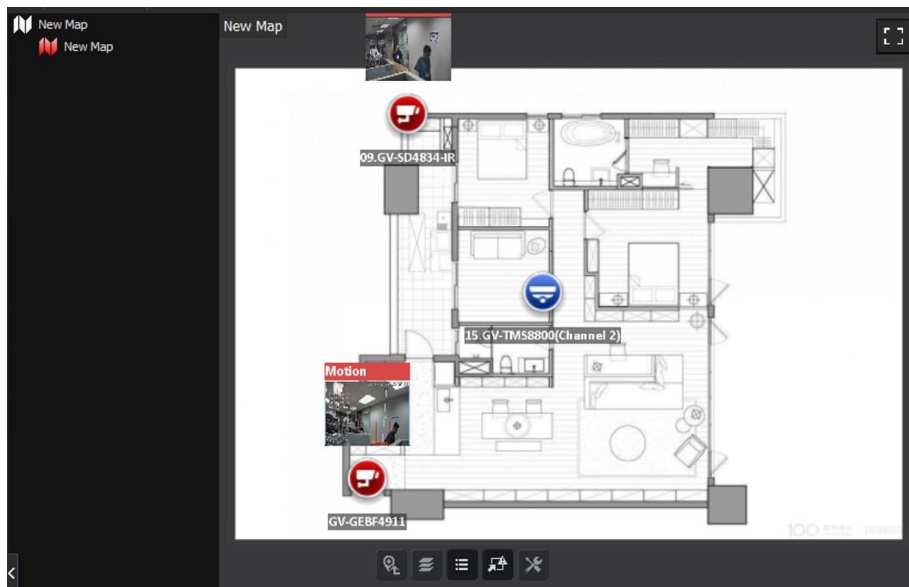 New Map
New Map
New Map
09.GV-SD4834-IR
15.GV-TMS8800(Channel 2)
Motion
GV-GEBF4911
100